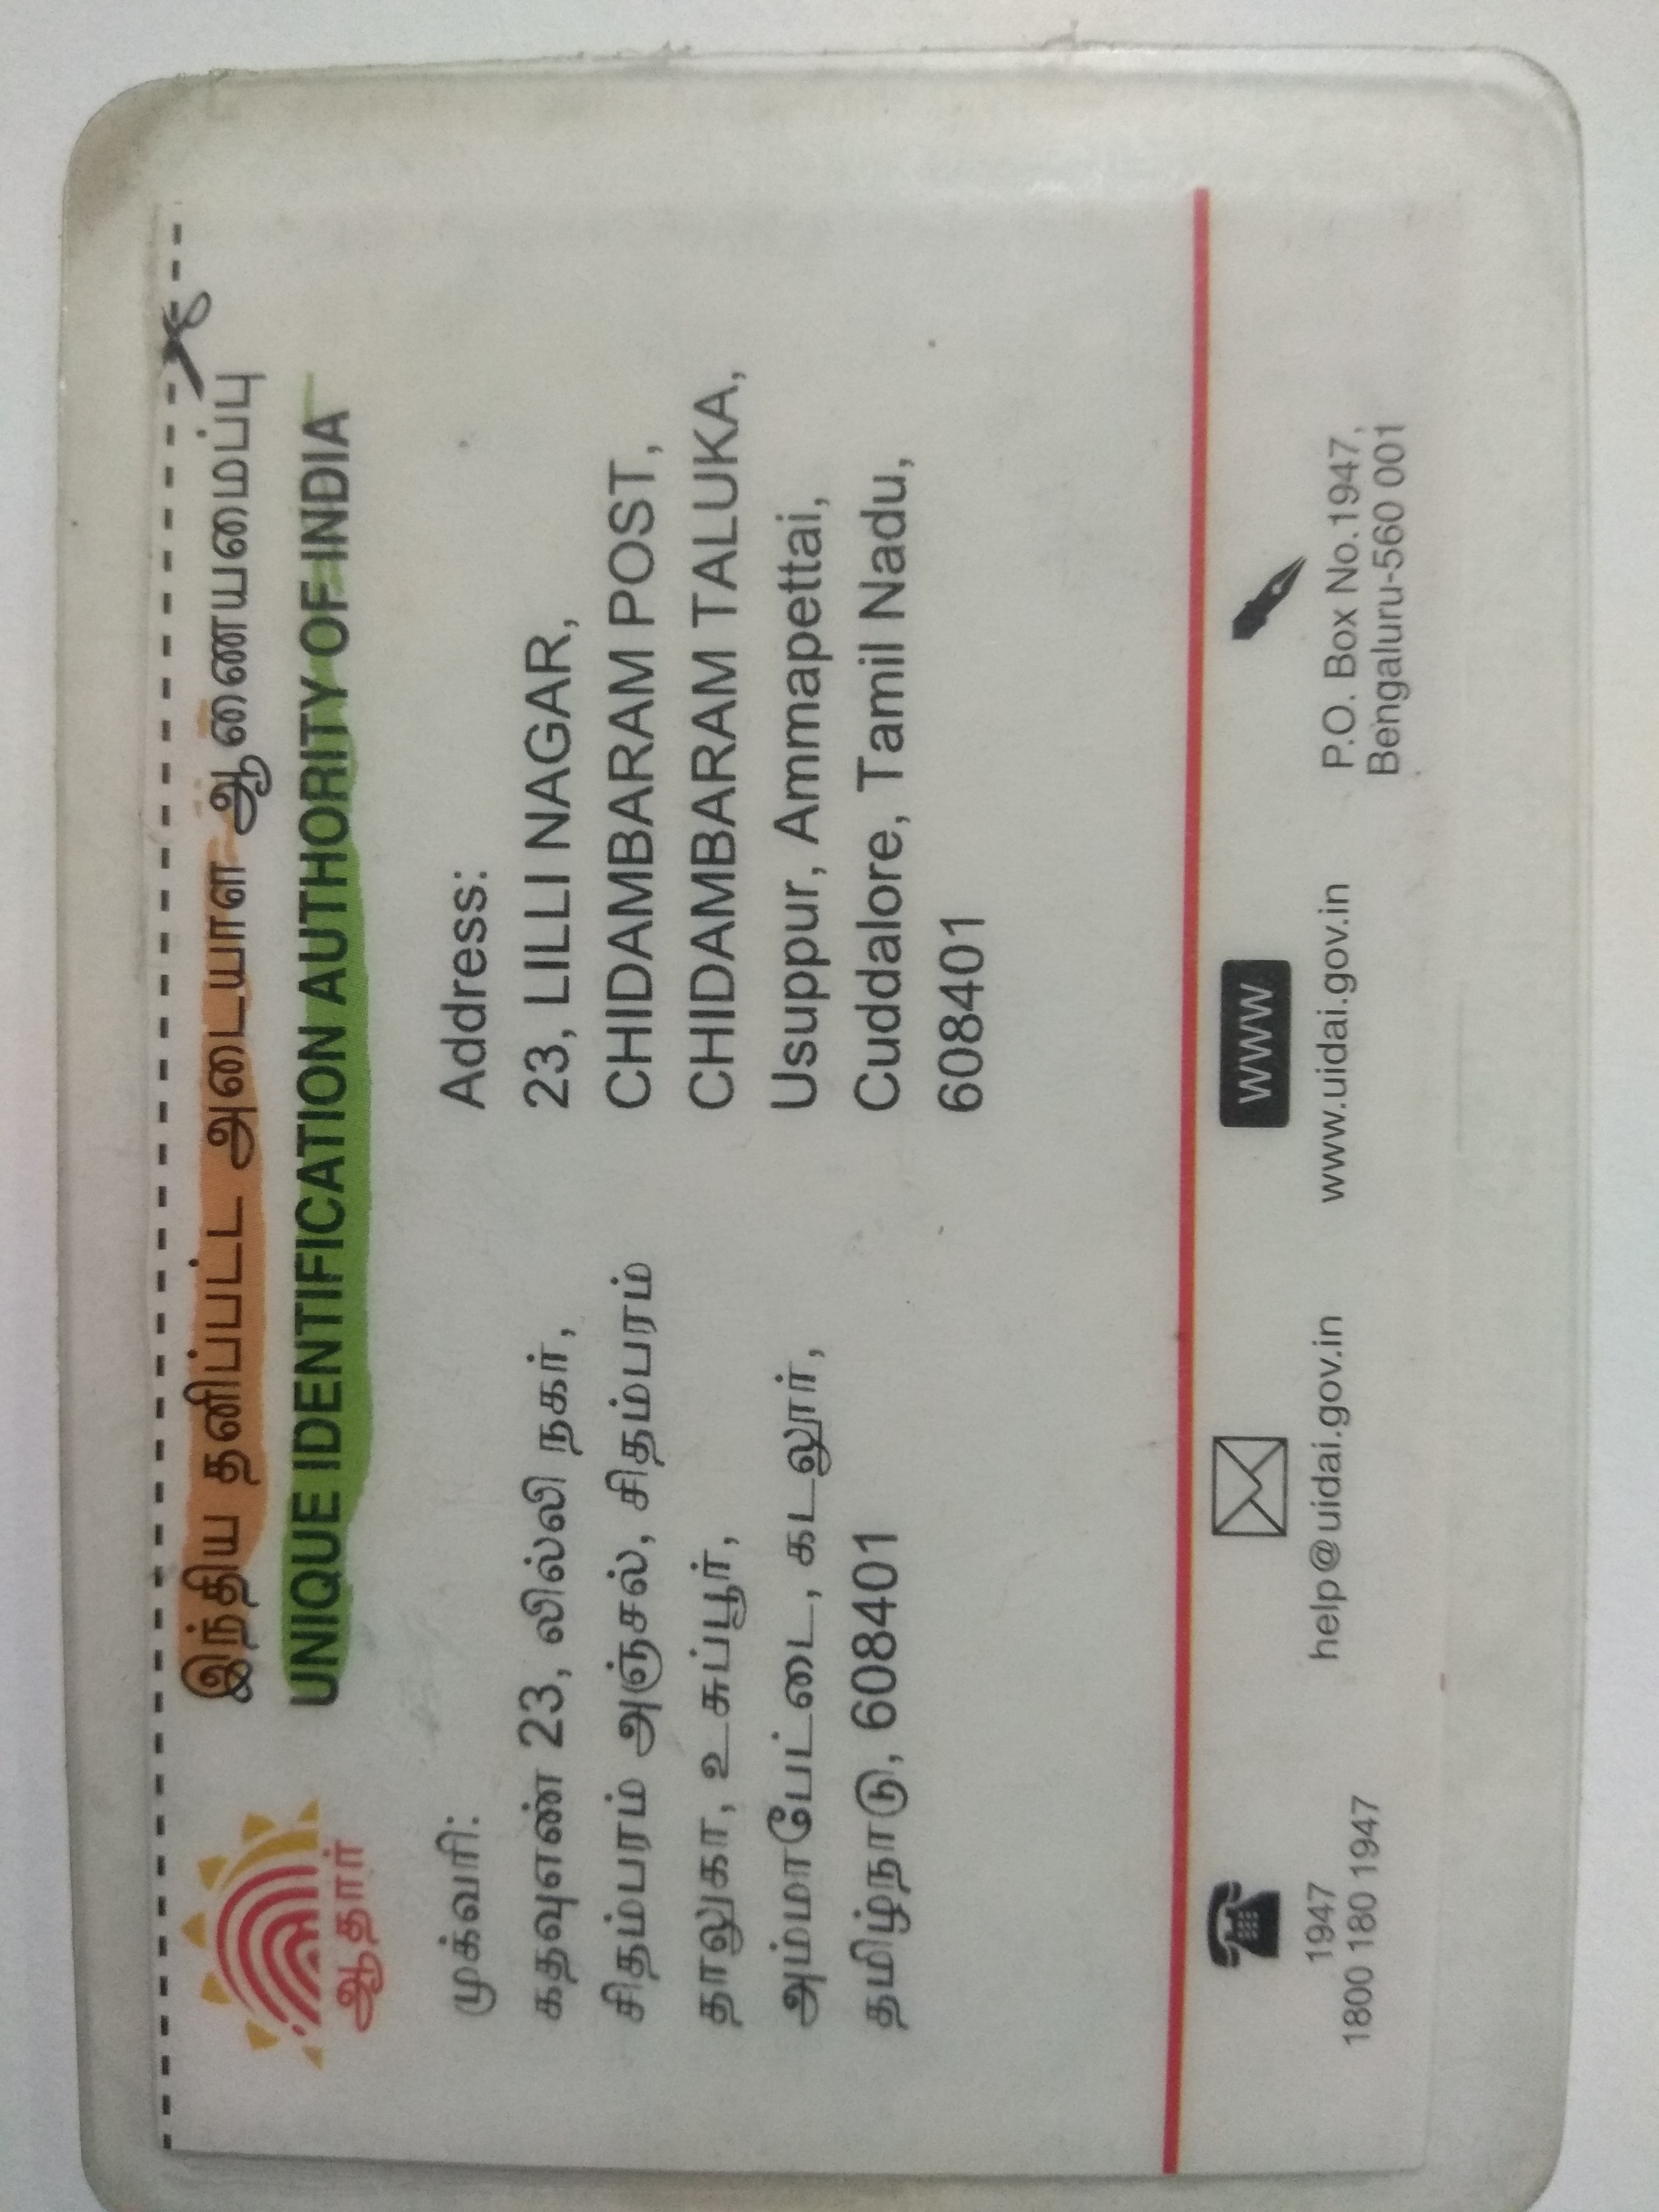 இந்திய தனிப்பட்ட அடையாள ஆணையமைப்பு
UNIQUE IDENTIFICATION AUTHORITY OF INDIA
ஆதார்
முக்வரி:
கதவுஎண் 23, லில்லி நகர்,
சிதம்பரம் அஞ்சல், சிதம்பரம்
தாலுகா, உசுப்பூர்,
அம்மாபேட்டை, கடலூர்,
தமிழ்நாடு, 608401
Address:
23, LILLI NAGAR,
CHIDAMBARAM POST,
CHIDAMBARAM TALUKA,
Usuppur, Ammapettai,
Cuddalore, Tamil Nadu,
608401
1947
1800 180 1947
help@uidai.gov.in
WWW
www.uidai.gov.in
P.O. Box No.1947,
Bengaluru-560 001